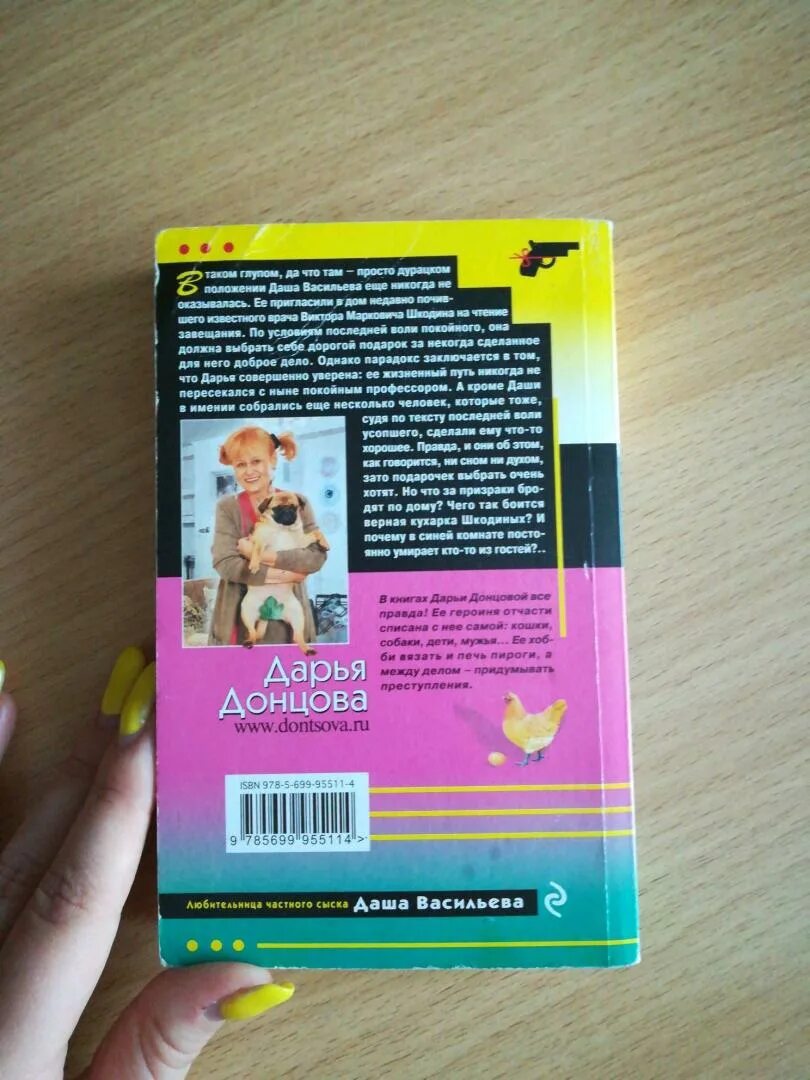 В таком глупом, да что там – просто дурацком
положении Даша Васильева еще никогда не
оказывалась. Ее пригласили в дом недавно почив-
шего известного врача Виктора Марковича Шкодина на чтение
завещания. По условиям последней воли покойного, она
должна выбрать себе дорогой подарок за некогда сделанное
для него доброе дело. Однако парадокс заключается в том,
что Дарья совершенно уверена: ее жизненный путь никогда не
пересекался с ныне покойным профессором. А кроме Даши
в имении собрались еще несколько человек, которые тоже,
судя по тексту последней воли
усопшего, сделали ему что-то
хорошее. Правда, и они об этом,
как говорится, ни сном ни духом,
зато подарочек выбрать очень
хотят. Но что за призраки бро-
дят по дому? Чего так боится
верная кухарка Шкодиных? И
почему в синей комнате посто-
янно умирает кто-то из гостей?..
В книгах Дарьи Донцовой все
правда! Ее героиня отчасти
списана с нее самой: кошки,
собаки, дети, мужья... Ее хоб-
би вязать и печь пироги, а
между делом – придумывать
преступления.
Дарья
Донцова
www.dontsova.ru
ISBN 978-5-699-95511-4
9 785699 955114 >
Любительница частного сыска Даша Васильева